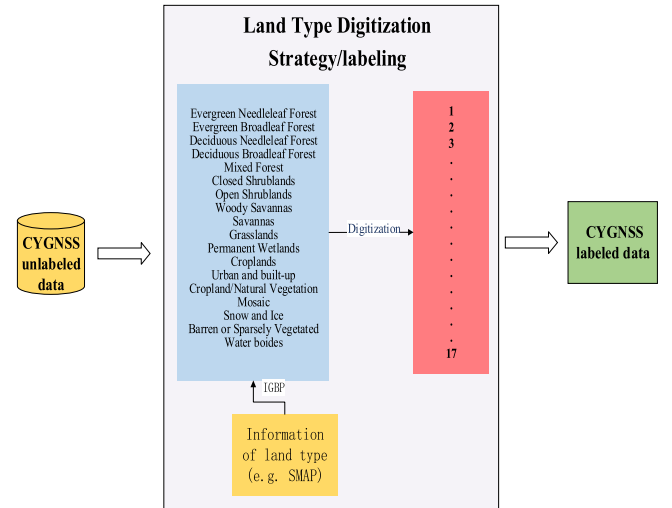 Land Type Digitization
Strategy/labeling
Evergreen Needleleaf Forest
Evergreen Broadleaf Forest
Deciduous Needleleaf Forest
Deciduous Broadleaf Forest
Mixed Forest
Closed Shrublands
Open Shrublands
Woody Savannas
Savannas
Grasslands
Permanent Wetlands
Croplands
Urban and built-up
Cropland/Natural Vegetation
Mosaic
Snow and Ice
Barren or Sparsely Vegetated
Water boides
Digitization
1
2
3
.
.
.
.
.
.
.
.
.
.
.
.
17
CYGNSS
unlabeled
data
CYGNSS
labeled data
IGBP
Information
of land type
(e.g. SMAP)